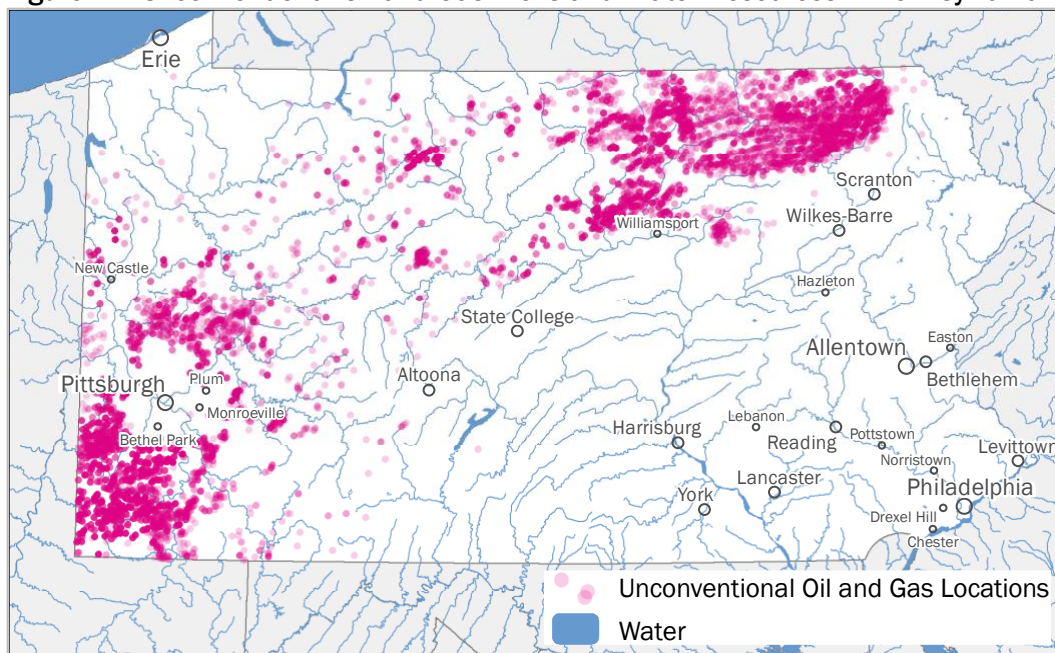 Erie
Scranton
Wilkes-Barre
Williamsport
New Castle
Hazleton
State College
Easton
Allentown
Bethlehem
Plum
Altoona
Pittsburgh
Monroeville
Bethel Park
Lebanon
Harrisburg
Reading
Pottstown
Levittown
Norristown
Lancaster
Philadelphia
York
Drexel Hill
Chester
Unconventional Oil and Gas Locations
Water